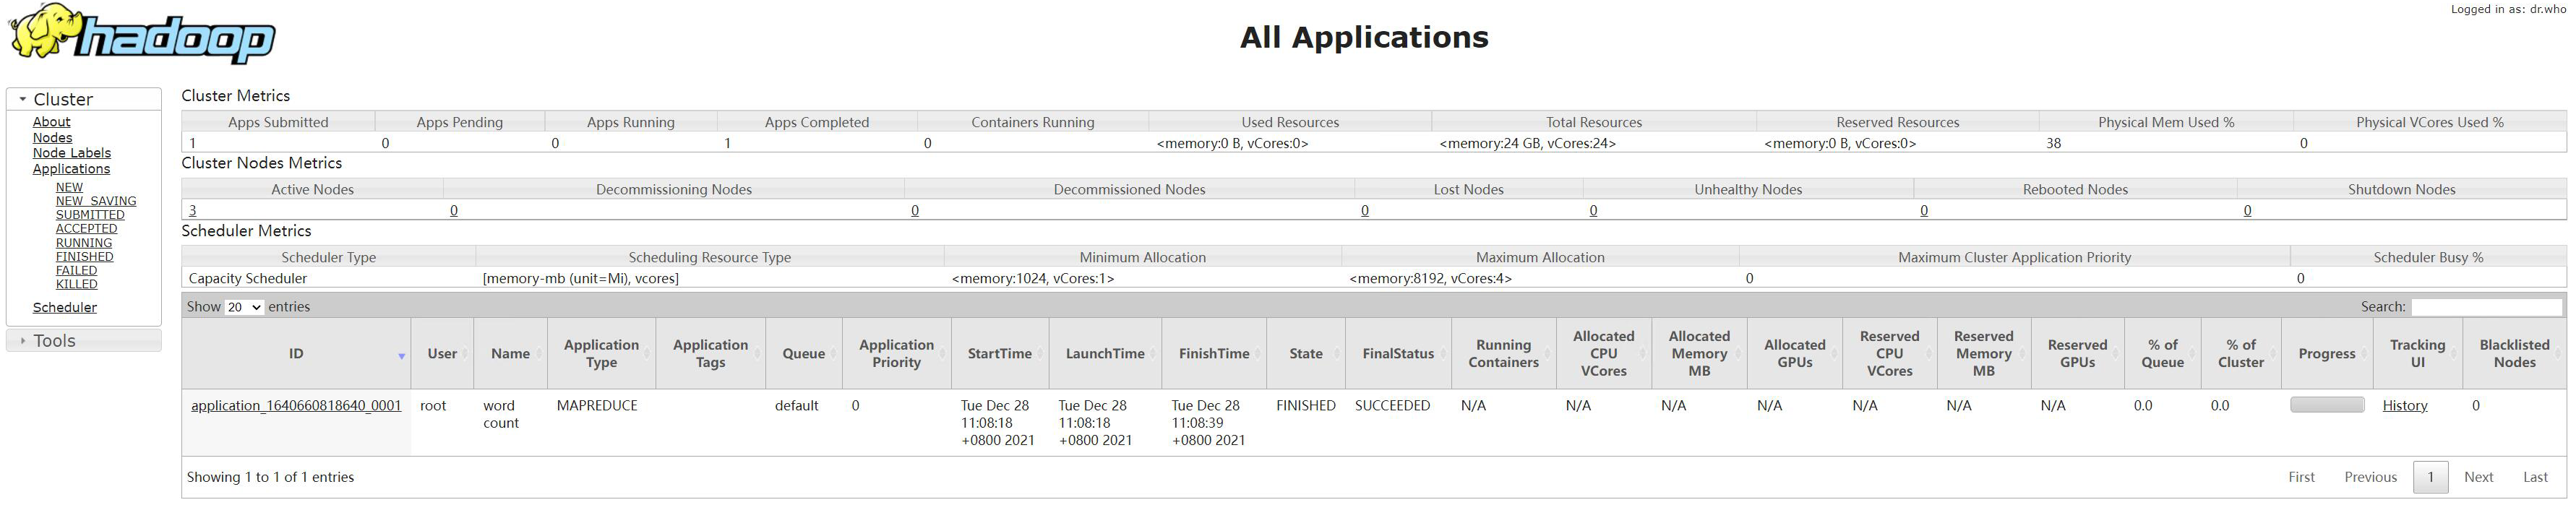 Logged in as: dr.who
hadoop
All Applications
Cluster
About
Nodes
Node Labels
Applications
NEW
NEW_SAVING
SUBMITTED
ACCEPTED
RUNNING
FINISHED
FAILED
KILLED
Scheduler
Tools
Cluster Metrics
Apps Submitted Apps Pending Apps Running Apps Completed Containers Running Used Resources Total Resources Reserved Resources Physical Mem Used % Physical VCores Used %
1 0 0 1 0 <memory:0 B, vCores:0> <memory:24 GB, vCores:24> <memory:0 B, vCores:0> 38 0
Cluster Nodes Metrics
Active Nodes Decommissioning Nodes Decommissioned Nodes Lost Nodes Unhealthy Nodes Rebooted Nodes Shutdown Nodes
3 0 0 0 0 0 0
Scheduler Metrics
Scheduler Type Scheduling Resource Type Minimum Allocation Maximum Allocation Maximum Cluster Application Priority Scheduler Busy %
Capacity Scheduler [memory-mb (unit=Mi), vcores] <memory:1024, vCores:1> <memory:8192, vCores:4> 0 0
Show 20 entries Search:
ID User Name Application Type Application Tags Queue Application Priority StartTime LaunchTime FinishTime State FinalStatus Running Containers Allocated CPU VCores Allocated Memory MB Allocated GPUs Reserved CPU VCores Reserved Memory MB Reserved GPUs % of Queue % of Cluster Progress Tracking UI Blacklisted Nodes
application_1640660818640_0001 root word count MAPREDUCE default 0 Tue Dec 28 11:08:18 +0800 2021 Tue Dec 28 11:08:18 +0800 2021 Tue Dec 28 11:08:39 +0800 2021 FINISHED SUCCEEDED N/A N/A N/A N/A N/A N/A N/A 0.0 0.0 History 0
Showing 1 to 1 of 1 entries First Previous 1 Next Last